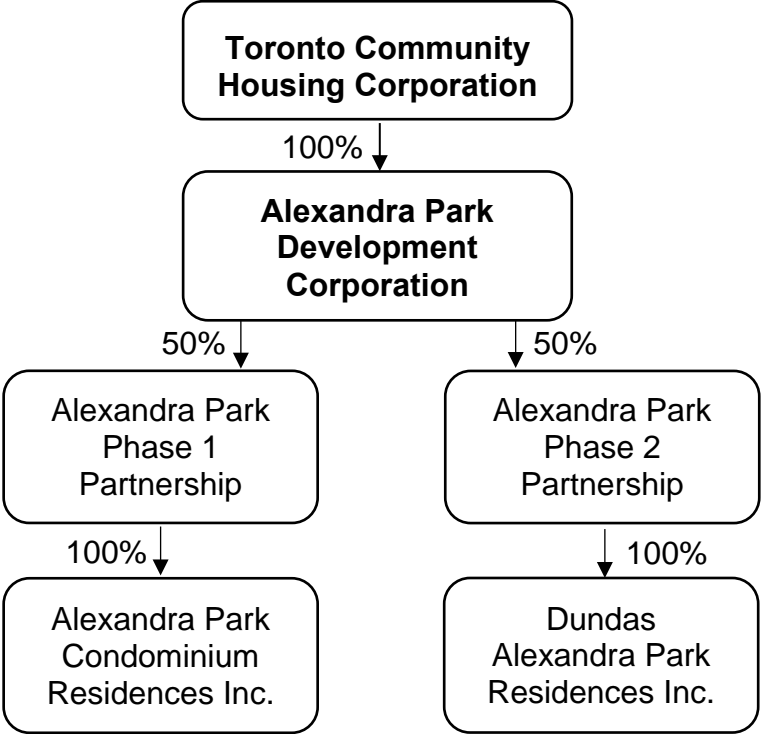 Toronto Community
Housing Corporation
100%
Alexandra Park
Development
Corporation
50%
50%
Alexandra Park
Phase 1
Partnership
Alexandra Park
Phase 2
Partnership
100%
100%
Alexandra Park
Condominium
Residences Inc.
Dundas
Alexandra Park
Residences Inc.